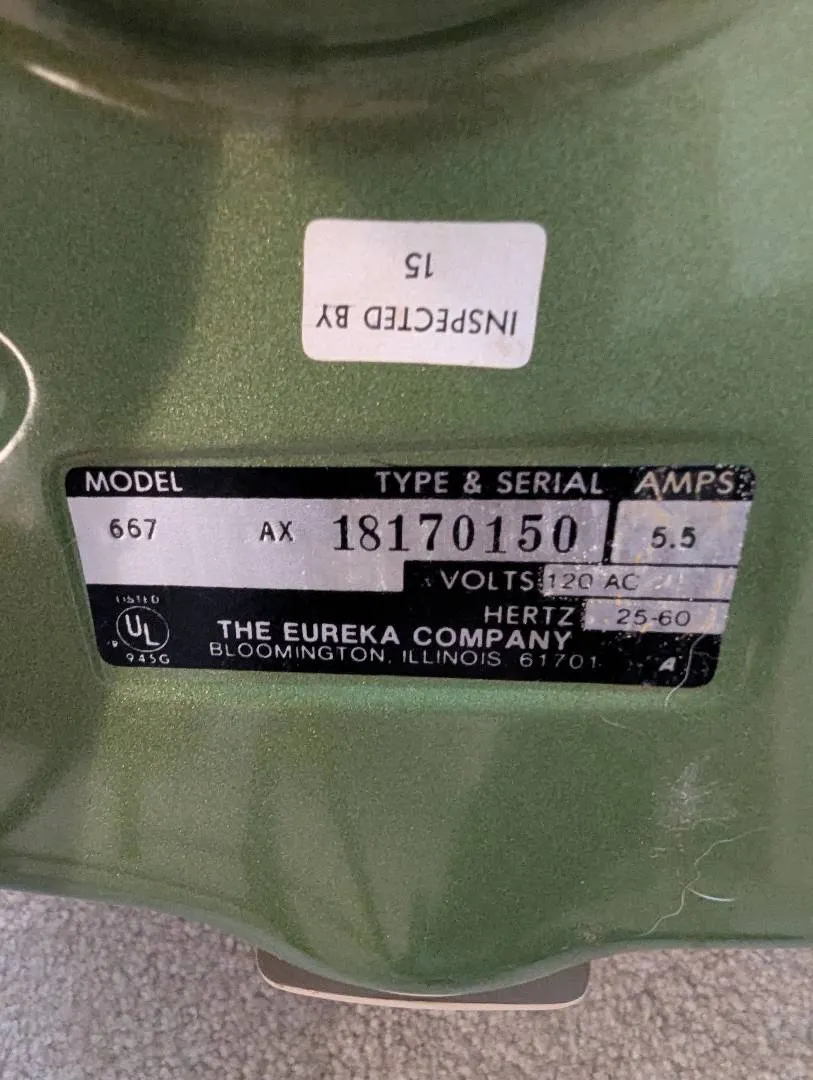 15
INSPECTED BY
MODEL TYPE & SERIAL AMPS
667 AX 18170150 5.5
VOLTS 120 AC
HERTZ 25-60
LISTED
UL
945G
THE EUREKA COMPANY
BLOOMINGTON, ILLINOIS 61701
A